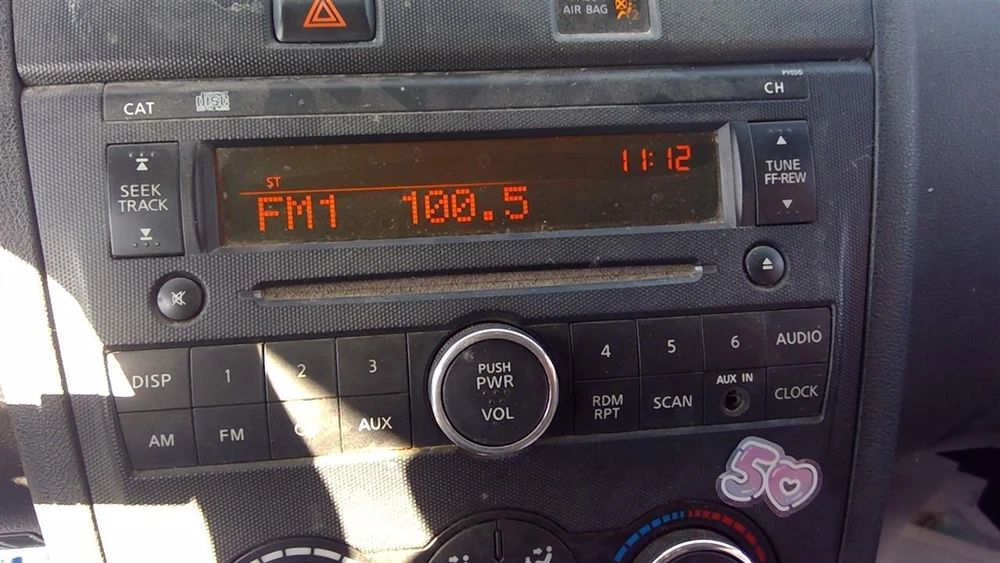 AIR BAG
PY05G
CAT
CH
SEEK
TRACK
ST
11:12
FM1 100.5
TUNE
FF·REW
DISP
1
2
3
PUSH
PWR
VOL
4
5
6
AUDIO
AM
FM
AUX
RDM
RPT
SCAN
AUX IN
CLOCK
50